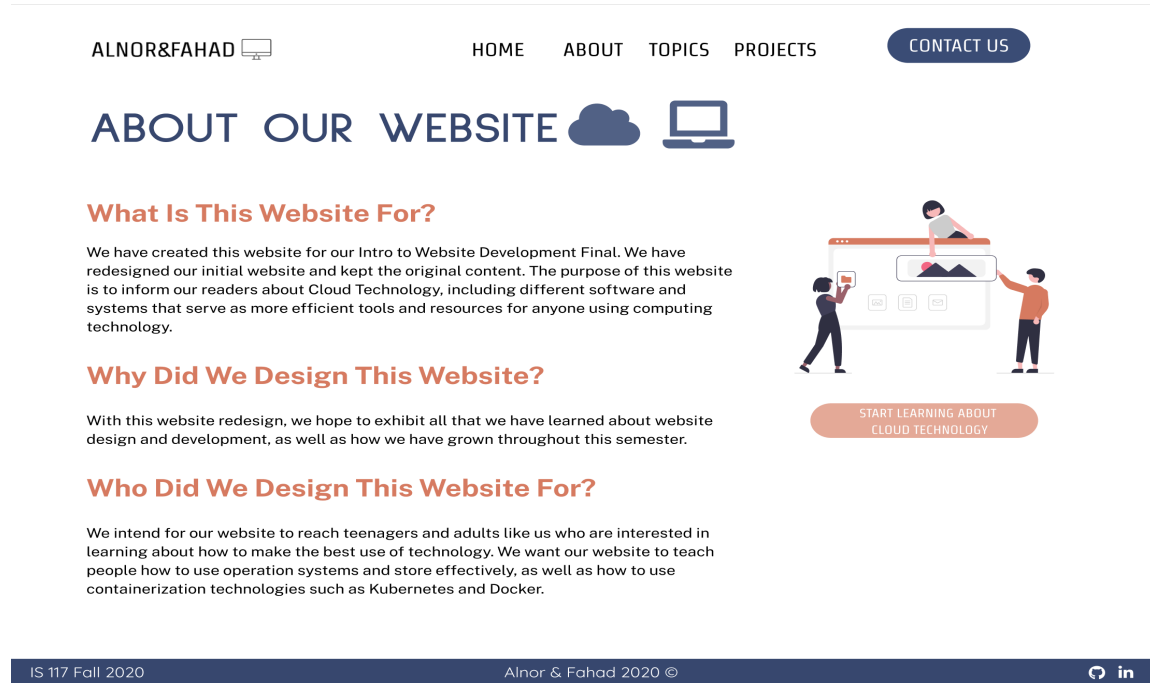 ALNOR&FAHAD
HOME ABOUT TOPICS PROJECTS
CONTACT US
ABOUT OUR WEBSITE
What Is This Website For?
We have created this website for our Intro to Website Development Final. We have
redesigned our initial website and kept the original content. The purpose of this website
is to inform our readers about Cloud Technology, including different software and
systems that serve as more efficient tools and resources for anyone using computing
technology.
Why Did We Design This Website?
With this website redesign, we hope to exhibit all that we have learned about website
design and development, as well as how we have grown throughout this semester.
Who Did We Design This Website For?
We intend for our website to reach teenagers and adults like us who are interested in
learning about how to make the best use of technology. We want our website to teach
people how to use operation systems and store effectively, as well as how to use
containerization technologies such as Kubernetes and Docker.
START LEARNING ABOUT
CLOUD TECHNOLOGY
IS 117 Fall 2020
Alnor & Fahad 2020 ©
in